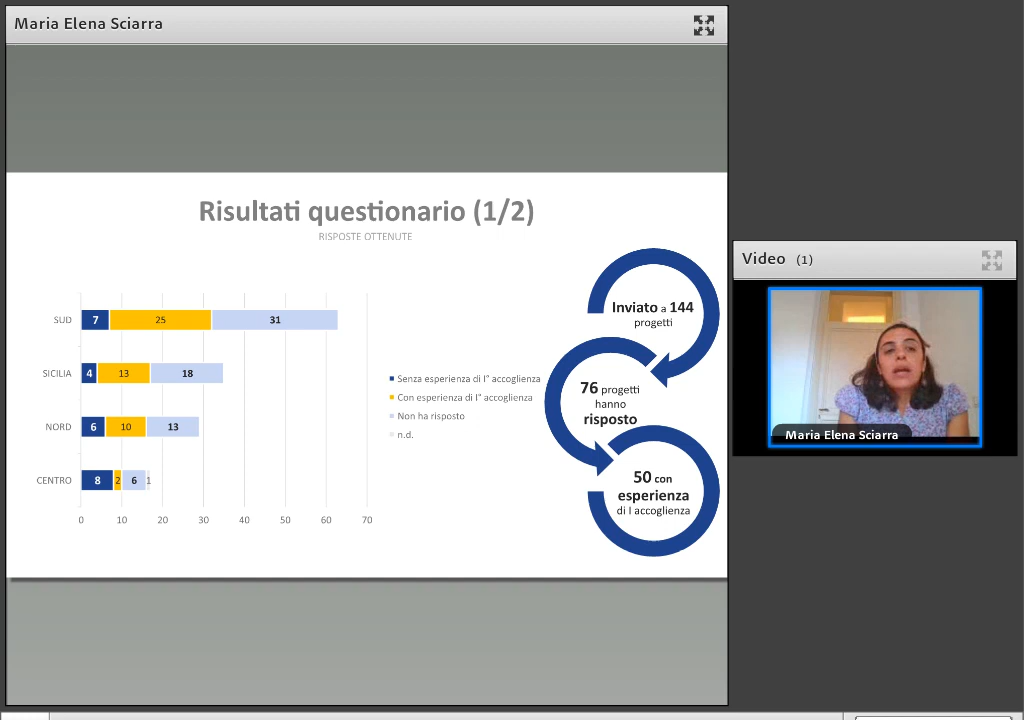 Maria Elena Sciarra
Risultati questionario (1/2)
RISPOSTE OTTENUTE
SUD 7 25 31
SICILIA 4 13 18
NORD 6 10 13
CENTRO 8 2 6 1
0 10 20 30 40 50 60 70
Senza esperienza di I° accoglienza
Con esperienza di I° accoglienza
Non ha risposto
n.d.
Inviato a 144
progetti
76 progetti
hanno
risposto
50 con
esperienza
di I accoglienza
Video (1)
Maria Elena Sciarra